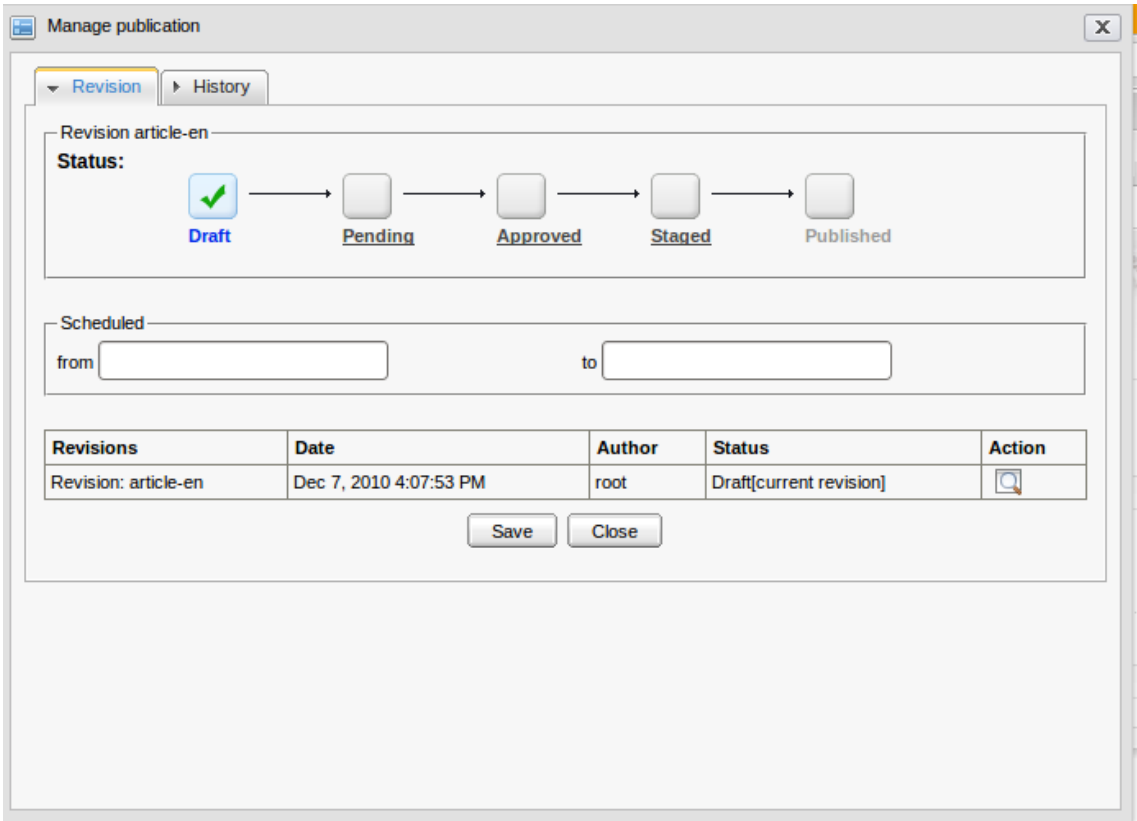 Manage publication
X
Revision History
Revision article-en
Status:
Draft Pending Approved Staged Published
Scheduled
from to
Revisions Date Author Status Action
Revision: article-en Dec 7, 2010 4:07:53 PM root Draft[current revision]
Save Close